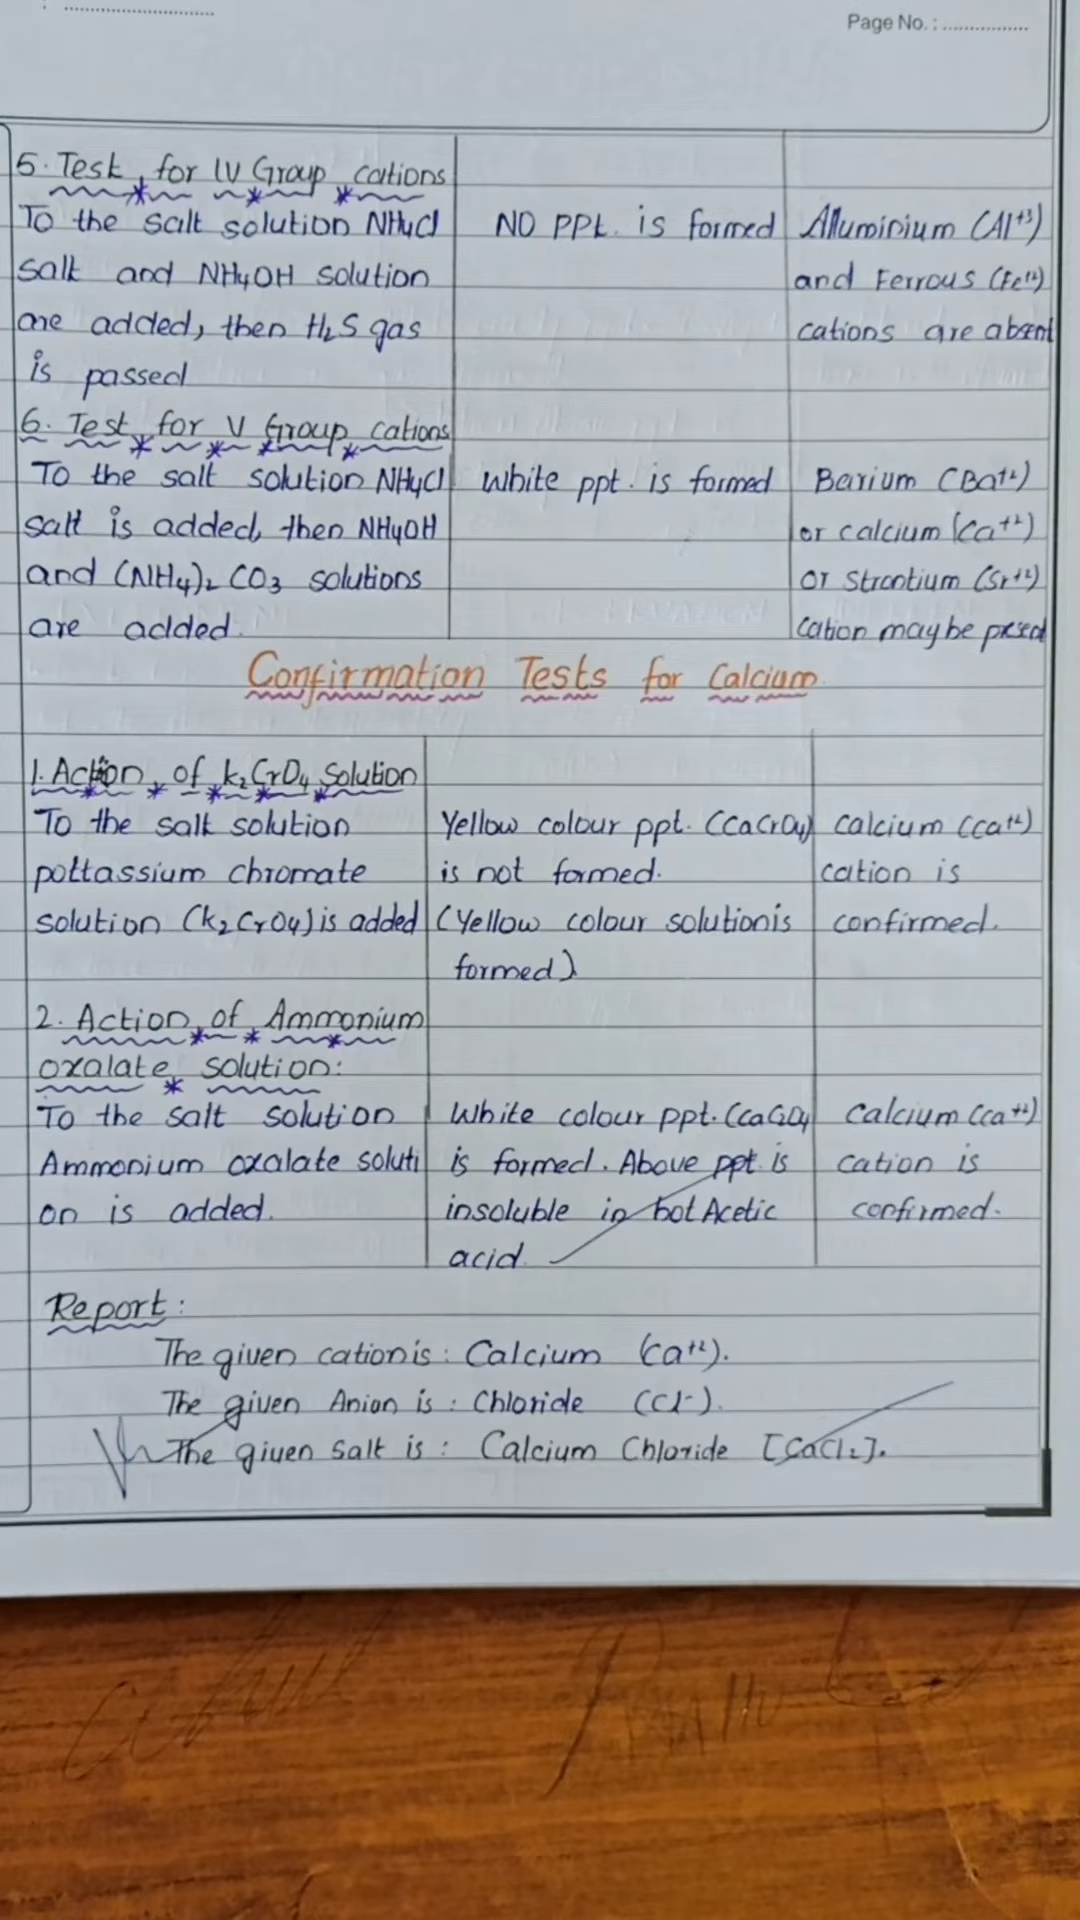 : ..............................
Page No. : ................
5. Test for IV Group cations
To the salt solution NH4Cl
salt and NH4OH solution
are added, then H2S gas
is passed
NO PPt. is formed
Alluminium (Al+3)
and Ferrous (Fe+2)
cations are absent
6. Test for V Group cations
To the salt solution NH4Cl
salt is added, then NH4OH
and (NH4)2 CO3 solutions
are added.
White ppt. is formed
Barium (Ba+2)
or calcium (Ca+2)
or Strontium (Sr+2)
cation may be present
Confirmation Tests for Calcium
1. Action of K2CrO4 Solution
To the salt solution
pottassium chromate
solution (K2CrO4) is added
Yellow colour ppt. (CaCrO4)
is not formed.
(Yellow colour solution is
formed)
calcium (Ca+2)
cation is
confirmed.
2. Action of Ammonium
oxalate solution:
To the salt solution
Ammonium oxalate soluti
on is added.
White colour ppt. (CaC2O4
is formed. Above ppt. is
insoluble in hot Acetic
acid.
Calcium (Ca+2)
cation is
confirmed.
Report:
The given cation is : Calcium (Ca+2).
The given Anion is : Chloride (Cl-).
The given Salt is : Calcium Chloride [CaCl2].